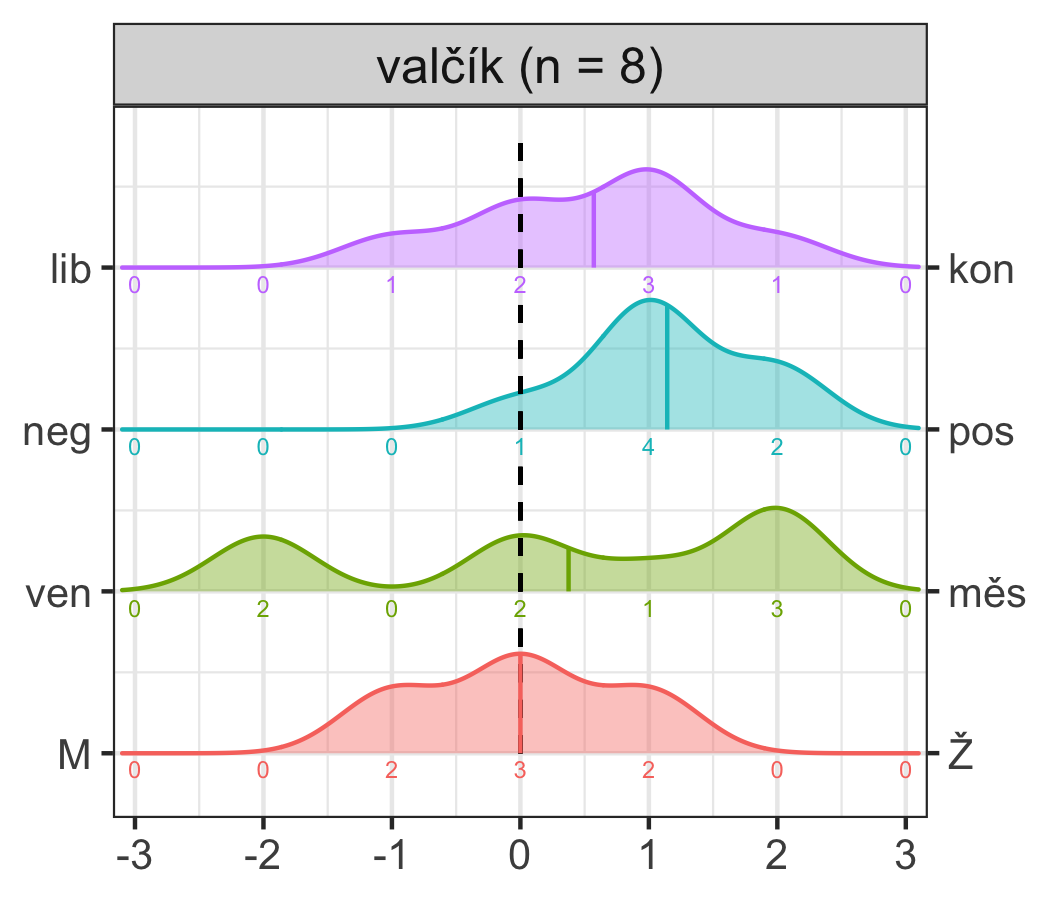 valčík (n = 8)
lib kon
0 0 1 2 3 1 0
neg pos
0 0 0 1 4 2 0
ven měs
0 2 0 2 1 3 0
M Ž
0 0 2 3 2 0 0
-3 -2 -1 0 1 2 3